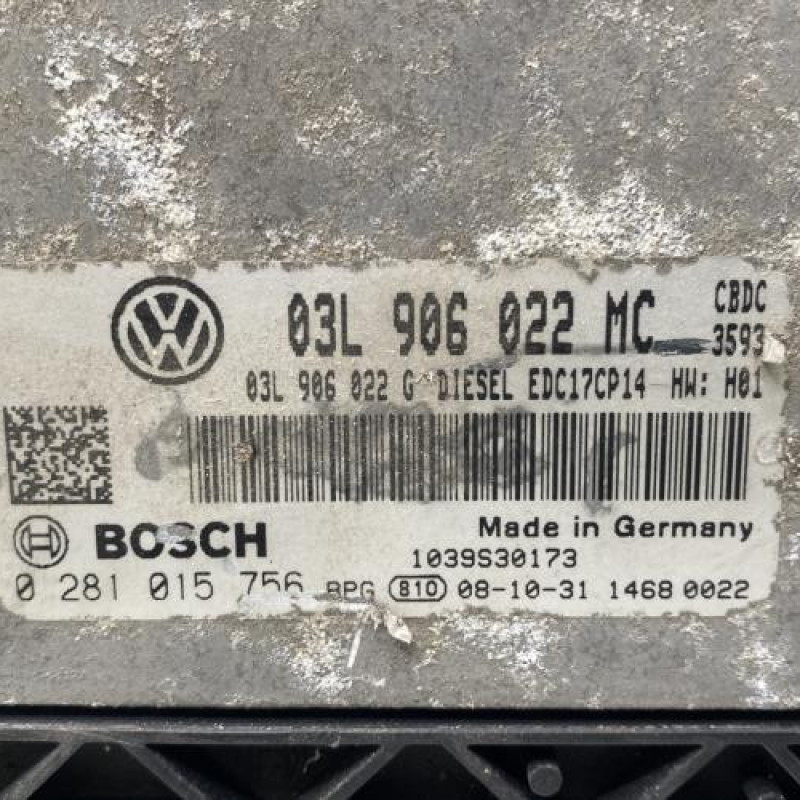 03L 906 022 MC CBDC
3593
03L 906 022 G DIESEL EDC17CP14 HW: H01
BOSCH
Made in Germany
1039S30173
0 281 015 756 RPG 810 08-10-31 1468 0022